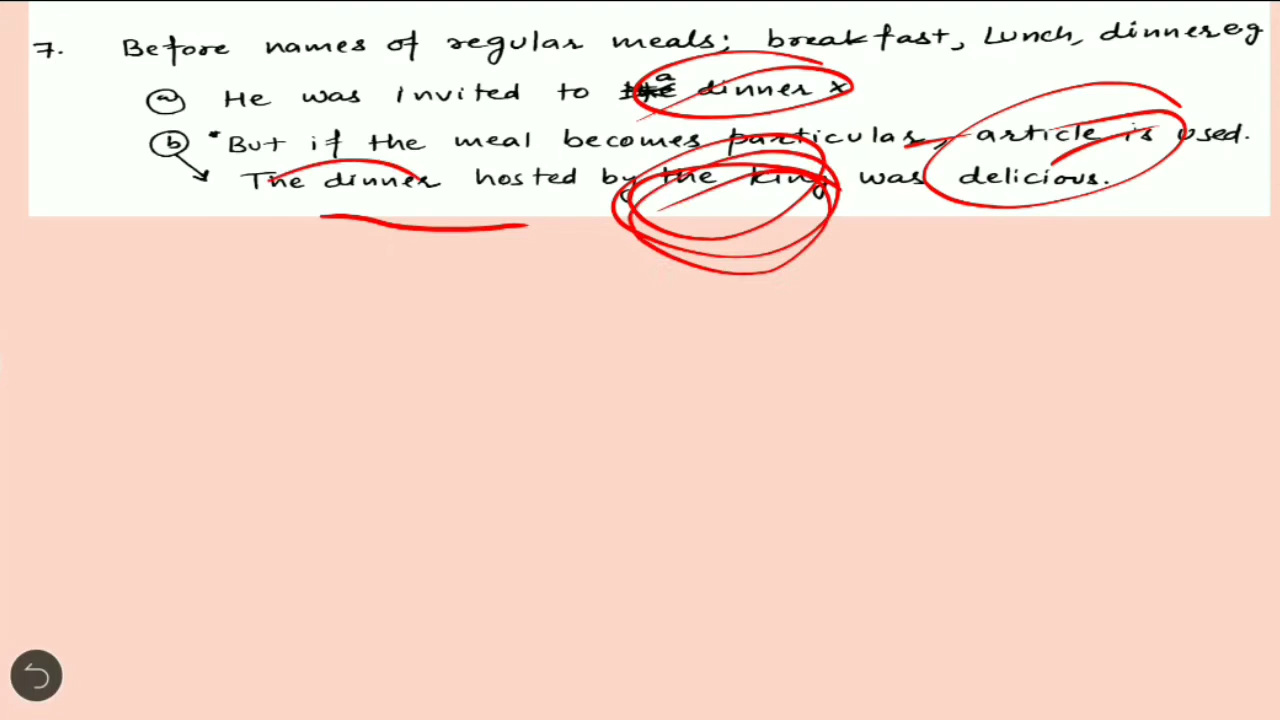 7. Before names of regular meals; breakfast, Lunch, dinner eg
(a) He was invited to a dinner x
(b) * But if the meal becomes particular, article is used.
The dinner hosted by the king was delicious.